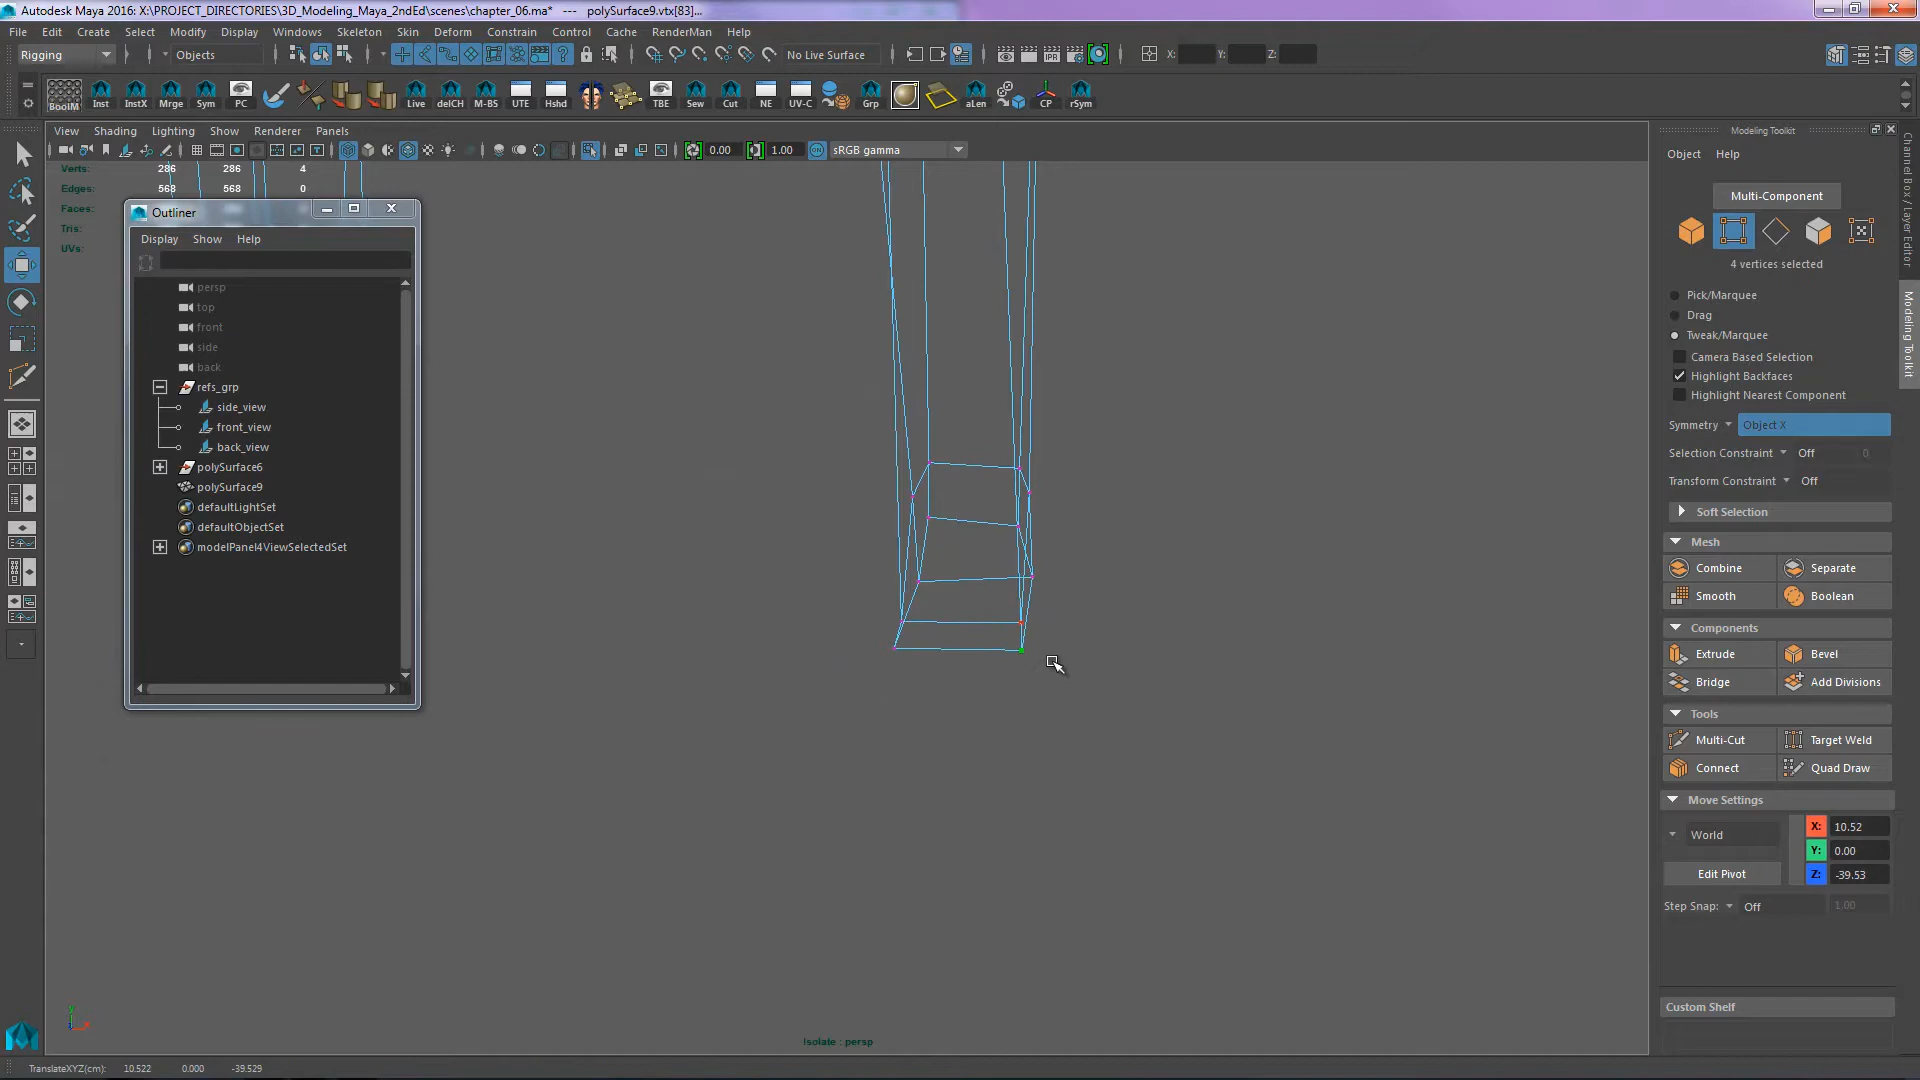 Autodesk Maya 2016: X:\PROJECT_DIRECTORIES\3D_Modeling_Maya_2ndEd\scenes\chapter_06.ma* --- polySurface9.vtx[83]...
File Edit Create Select Modify Display Windows Skeleton Skin Deform Constrain Control Cache RenderMan Help
Rigging Objects No Live Surface X: Y: Z:
Inst InstX Mrge Sym PC Live delCH M-BS UTE Hshd TBE Sew Cut NE UV-C Grp aLen CP rSym
View Shading Lighting Show Renderer Panels
0.00 1.00 sRGB gamma
Verts: 286 286 4
Edges: 568 568 0
Faces:
Tris:
UVs:
Outliner
Display Show Help
persp
top
front
side
back
refs_grp
side_view
front_view
back_view
polySurface6
polySurface9
defaultLightSet
defaultObjectSet
modelPanel4ViewSelectedSet
Isolate : persp
Modeling Toolkit
Object Help
Multi-Component
4 vertices selected
Pick/Marquee
Drag
Tweak/Marquee
Camera Based Selection
Highlight Backfaces
Highlight Nearest Component
Symmetry Object X
Selection Constraint Off 0
Transform Constraint Off
Soft Selection
Mesh
Combine Separate
Smooth Boolean
Components
Extrude Bevel
Bridge Add Divisions
Tools
Multi-Cut Target Weld
Connect Quad Draw
Move Settings
World
X: 10.52
Y: 0.00
Z: -39.53
Edit Pivot
Step Snap: Off 1.00
Custom Shelf
Channel Box / Layer Editor
Modeling Toolkit
TranslateXYZ(cm): 10.522 0.000 -39.529